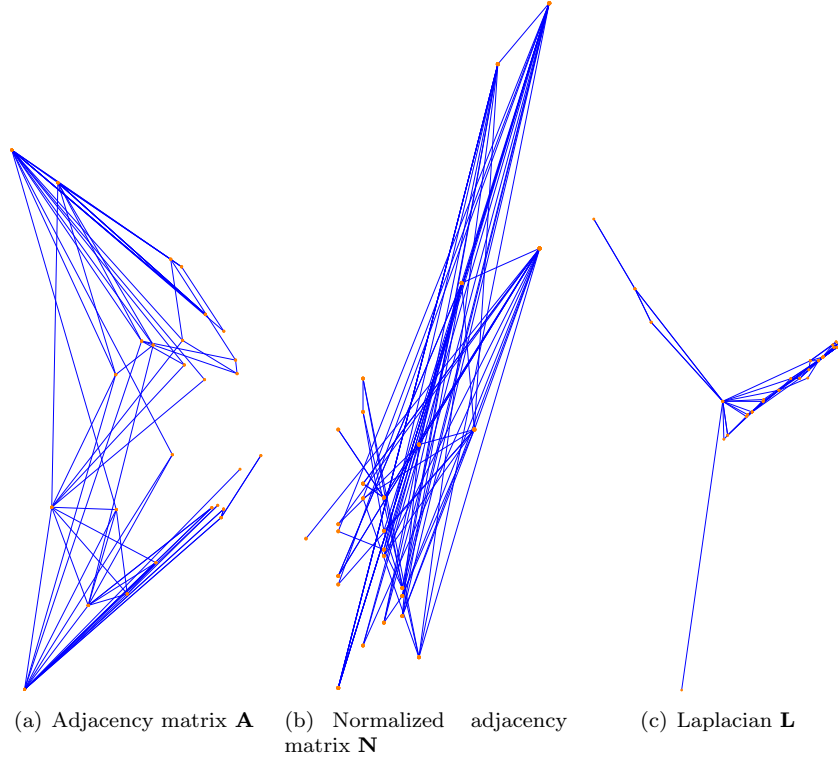 (a) Adjacency matrix A
(b) Normalized adjacency
matrix N
(c) Laplacian L